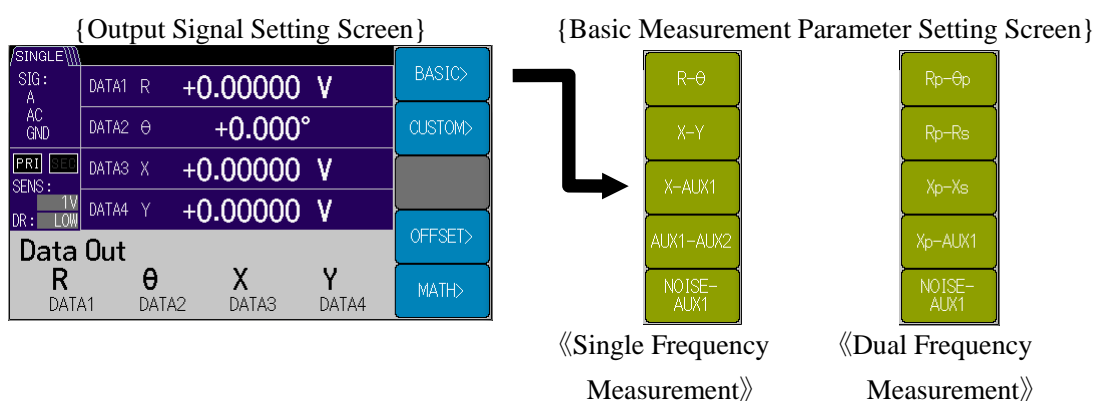 {Output Signal Setting Screen}
{Basic Measurement Parameter Setting Screen}
SINGLE
SIG:
A
AC
GND
PRI SEC
SENS:
1V
DR: LOW
DATA1 R +0.00000 V
DATA2 θ +0.000°
DATA3 X +0.00000 V
DATA4 Y +0.00000 V
Data Out
R θ X Y
DATA1 DATA2 DATA3 DATA4
BASIC>
CUSTOM>
OFFSET>
MATH>
R-θ
X-Y
X-AUX1
AUX1-AUX2
NOISE-
AUX1
Rp-θp
Rp-Rs
Xp-Xs
Xp-AUX1
NOISE-
AUX1
《Single Frequency
Measurement》
《Dual Frequency
Measurement》